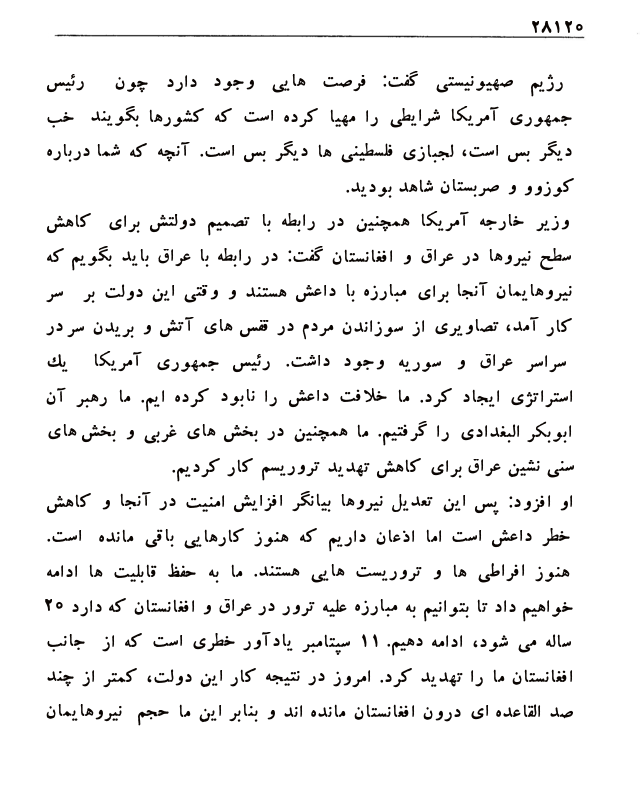 ۲۸۱۲۵
رژیم صهیونیستی گفت: فرصت هایی وجود دارد چون رئیس
جمهوری آمریکا شرایطی را مهیا کرده است که کشورها بگویند خب
دیگر بس است، لجبازی فلسطینی ها دیگر بس است. آنچه که شما درباره
کوزوو و صربستان شاهد بودید.
وزیر خارجه آمریکا همچنین در رابطه با تصمیم دولتش برای کاهش
سطح نیروها در عراق و افغانستان گفت: در رابطه با عراق باید بگویم که
نیروهایمان آنجا برای مبارزه با داعش هستند و وقتی این دولت بر سر
کار آمد، تصاویری از سوزاندن مردم در قفس های آتش و بریدن سر در
سراسر عراق و سوریه وجود داشت. رئیس جمهوری آمریکا یك
استراتژی ایجاد کرد. ما خلافت داعش را نابود کرده ایم. ما رهبر آن
ابوبکر البغدادی را گرفتیم. ما همچنین در بخش های غربی و بخش های
سنی نشین عراق برای کاهش تهدید تروریسم کار کردیم.
او افزود: پس این تعدیل نیروها بیانگر افزایش امنیت در آنجا و کاهش
خطر داعش است اما اذعان داریم که هنوز کارهایی باقی مانده است.
هنوز افراطی ها و تروریست هایی هستند. ما به حفظ قابلیت ها ادامه
خواهیم داد تا بتوانیم به مبارزه علیه ترور در عراق و افغانستان که دارد ۲۵
ساله می شود، ادامه دهیم. ۱۱ سپتامبر یادآور خطری است که از جانب
افغانستان ما را تهدید کرد. امروز در نتیجه کار این دولت، کمتر از چند
صد القاعده ای درون افغانستان مانده اند و بنابر این ما حجم نیروهایمان